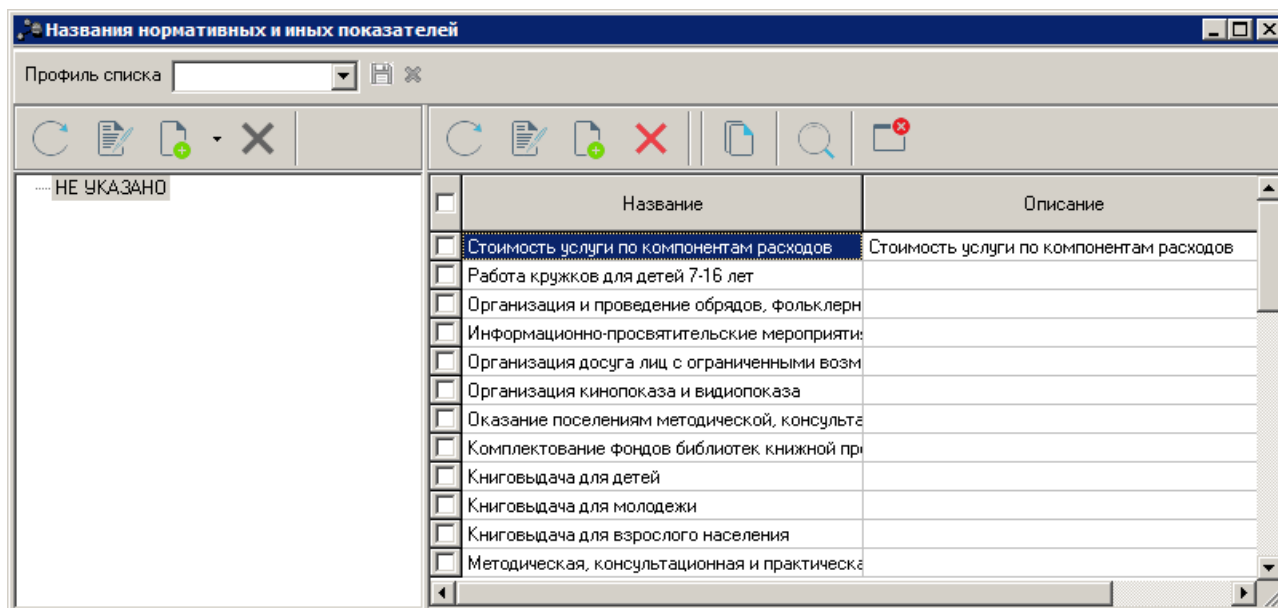 Названия нормативных и иных показателей
Профиль списка
НЕ УКАЗАНО
Название Описание
Стоимость услуги по компонентам расходов Стоимость услуги по компонентам расходов
Работа кружков для детей 7-16 лет
Организация и проведение обрядов, фольклерн
Информационно-просвятительские мероприяти
Организация досуга лиц с ограниченными возм
Организация кинопоказа и видиопоказа
Оказание поселениям методической, консульта
Комплектование фондов библиотек книжной пр
Книговыдача для детей
Книговыдача для молодежи
Книговыдача для взрослого населения
Методическая, консультационная и практическа